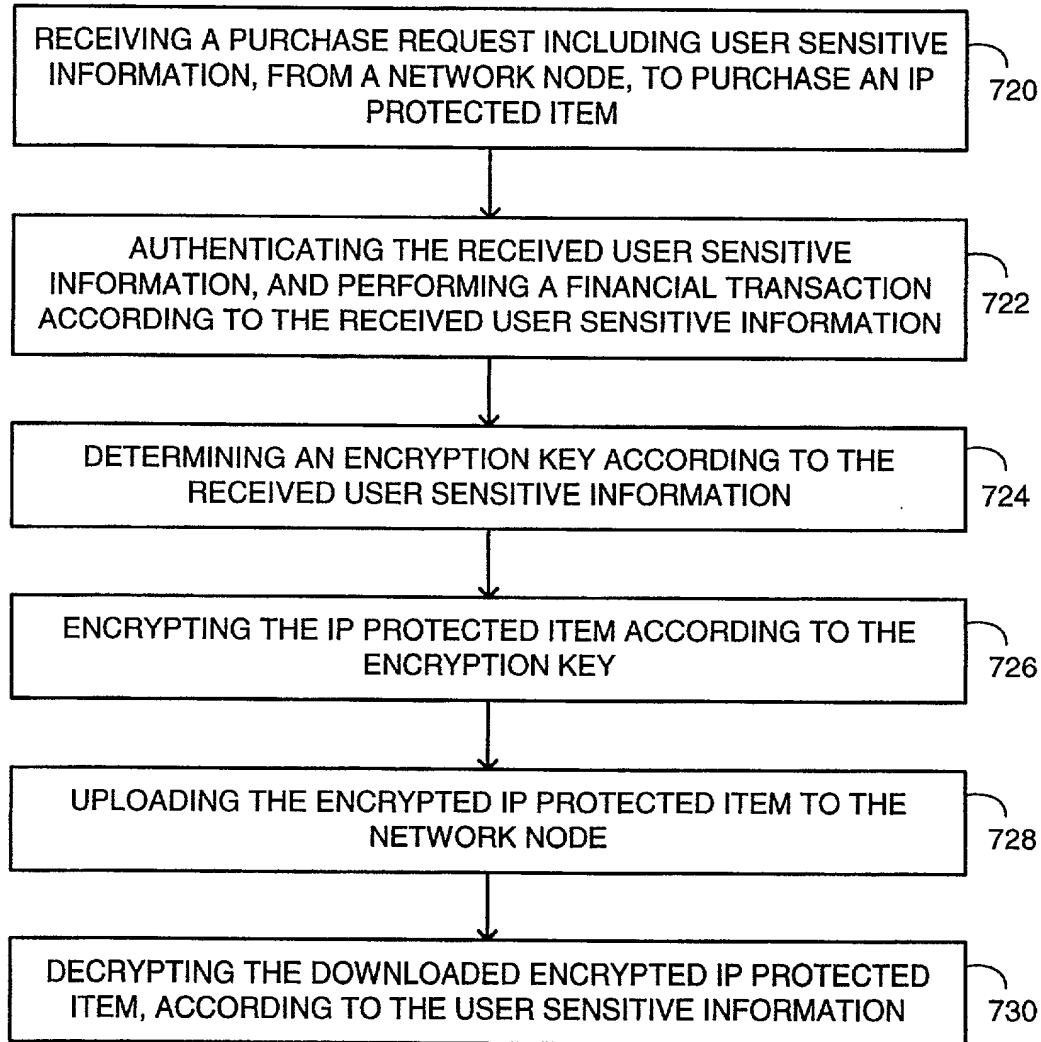 RECEIVING A PURCHASE REQUEST INCLUDING USER SENSITIVE
INFORMATION, FROM A NETWORK NODE, TO PURCHASE AN IP
PROTECTED ITEM
720
AUTHENTICATING THE RECEIVED USER SENSITIVE
INFORMATION, AND PERFORMING A FINANCIAL TRANSACTION
ACCORDING TO THE RECEIVED USER SENSITIVE INFORMATION
722
DETERMINING AN ENCRYPTION KEY ACCORDING TO THE
RECEIVED USER SENSITIVE INFORMATION
724
ENCRYPTING THE IP PROTECTED ITEM ACCORDING TO THE
ENCRYPTION KEY
726
UPLOADING THE ENCRYPTED IP PROTECTED ITEM TO THE
NETWORK NODE
728
DECRYPTING THE DOWNLOADED ENCRYPTED IP PROTECTED
ITEM, ACCORDING TO THE USER SENSITIVE INFORMATION
730